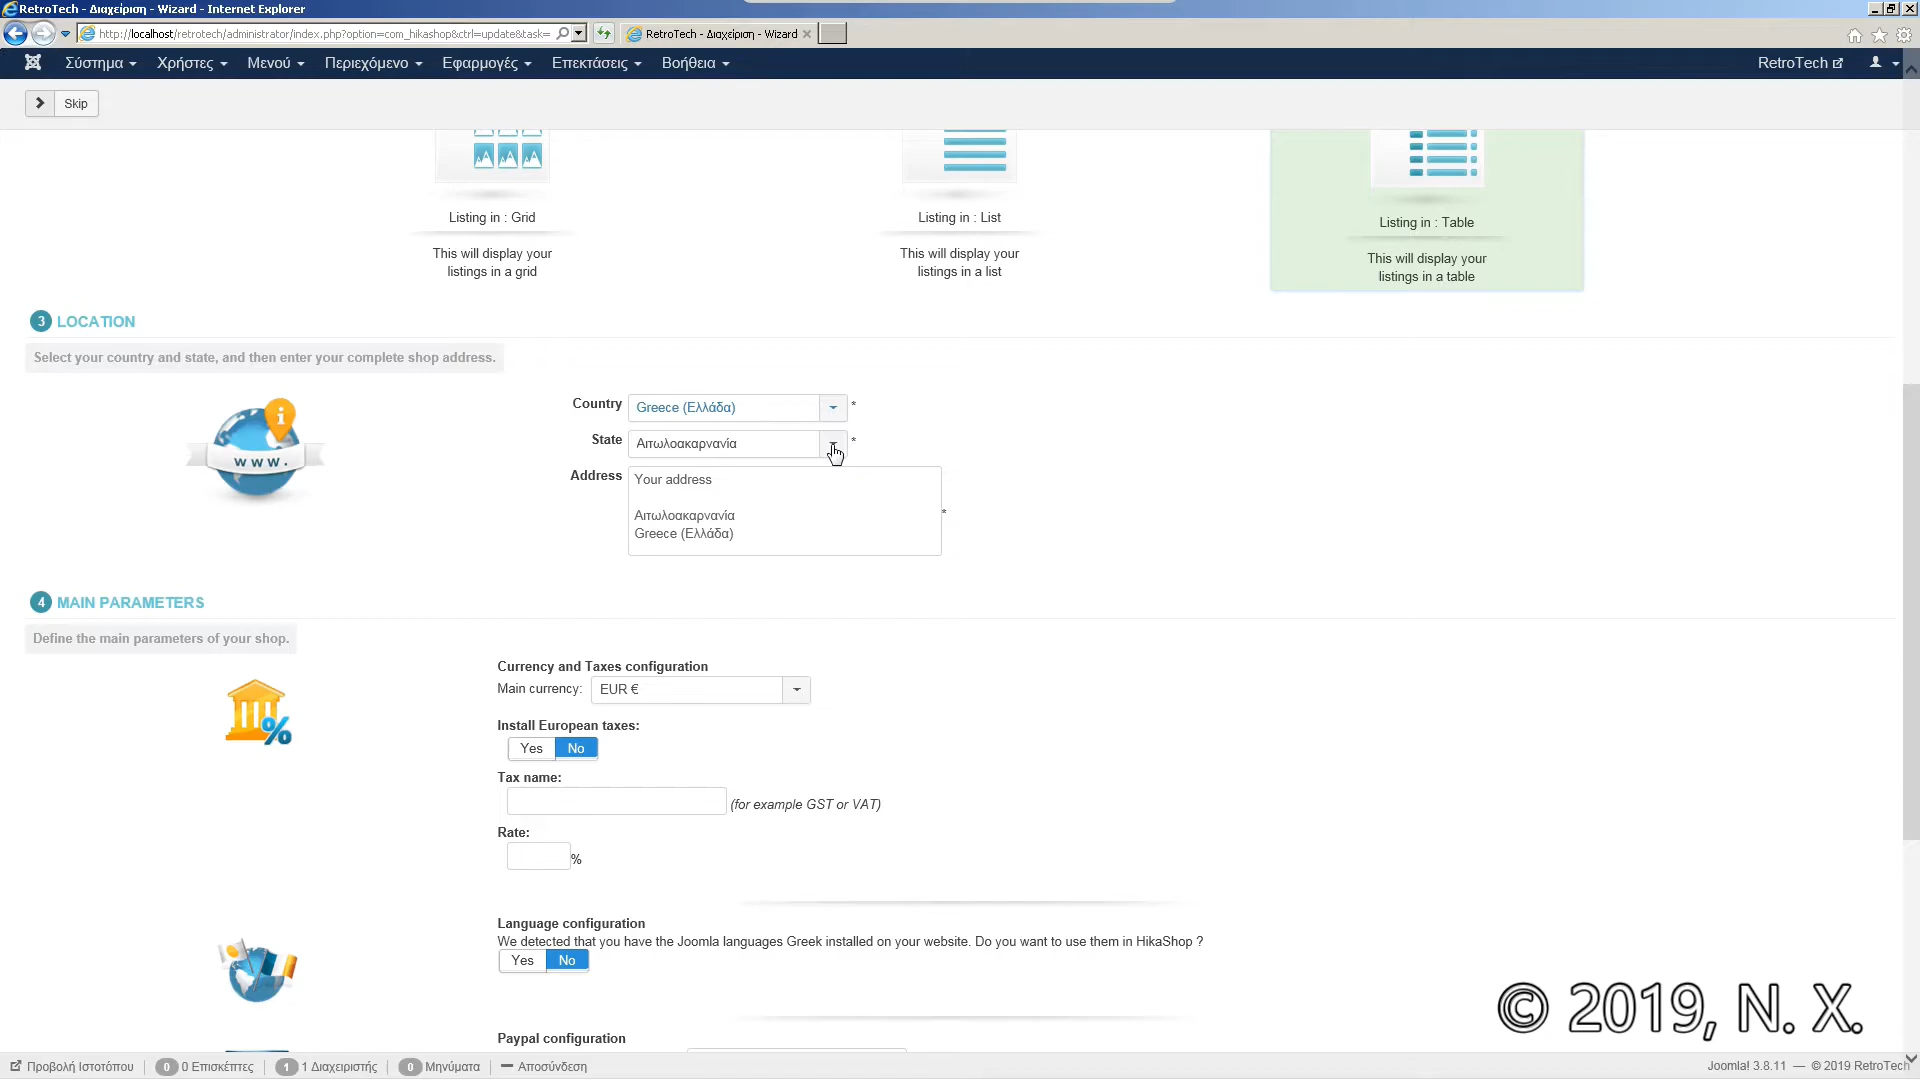 RetroTech - Διαχείριση - Wizard - Internet Explorer
http://localhost/retrotech/administrator/index.php?option=com_hikashop&ctrl=update&task=
RetroTech - Διαχείριση - Wizard
Σύστημα
Χρήστες
Μενού
Περιεχόμενο
Εφαρμογές
Επεκτάσεις
Βοήθεια
RetroTech
Skip
Listing in : Grid
This will display your
listings in a grid
Listing in : List
This will display your
listings in a list
Listing in : Table
This will display your
listings in a table
3 LOCATION
Select your country and state, and then enter your complete shop address.
www.
Country Greece (Ελλάδα) *
State Αιτωλοακαρνανία *
Address Your address
Αιτωλοακαρνανία
*
Greece (Ελλάδα)
4 MAIN PARAMETERS
Define the main parameters of your shop.
Currency and Taxes configuration
Main currency: EUR €
Install European taxes:
Yes No
Tax name:
(for example GST or VAT)
Rate:
%
Language configuration
We detected that you have the Joomla languages Greek installed on your website. Do you want to use them in HikaShop ?
Yes No
Paypal configuration
© 2019, N. X.
Προβολή Ιστοτόπου
0 0 Επισκέπτες
1 1 Διαχειριστής
0 Μηνύματα
Αποσύνδεση
Joomla! 3.8.11 — © 2019 RetroTech